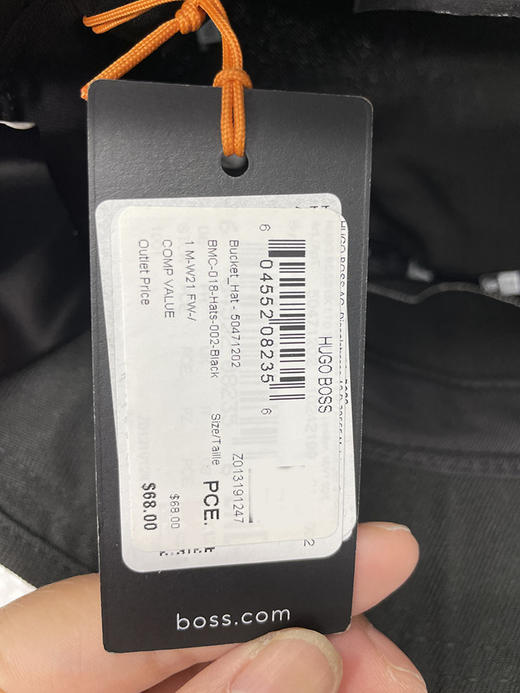 HUGO BOSS
6 04552 08235 6
Z013191247
Bucket_Hat - 50471202
BMC-018-Hats-002-Black
Size/Taille
PCE.
1 M-W21 FW-/
COMP VALUE
$68.00
Outlet Price
$68.00
boss.com